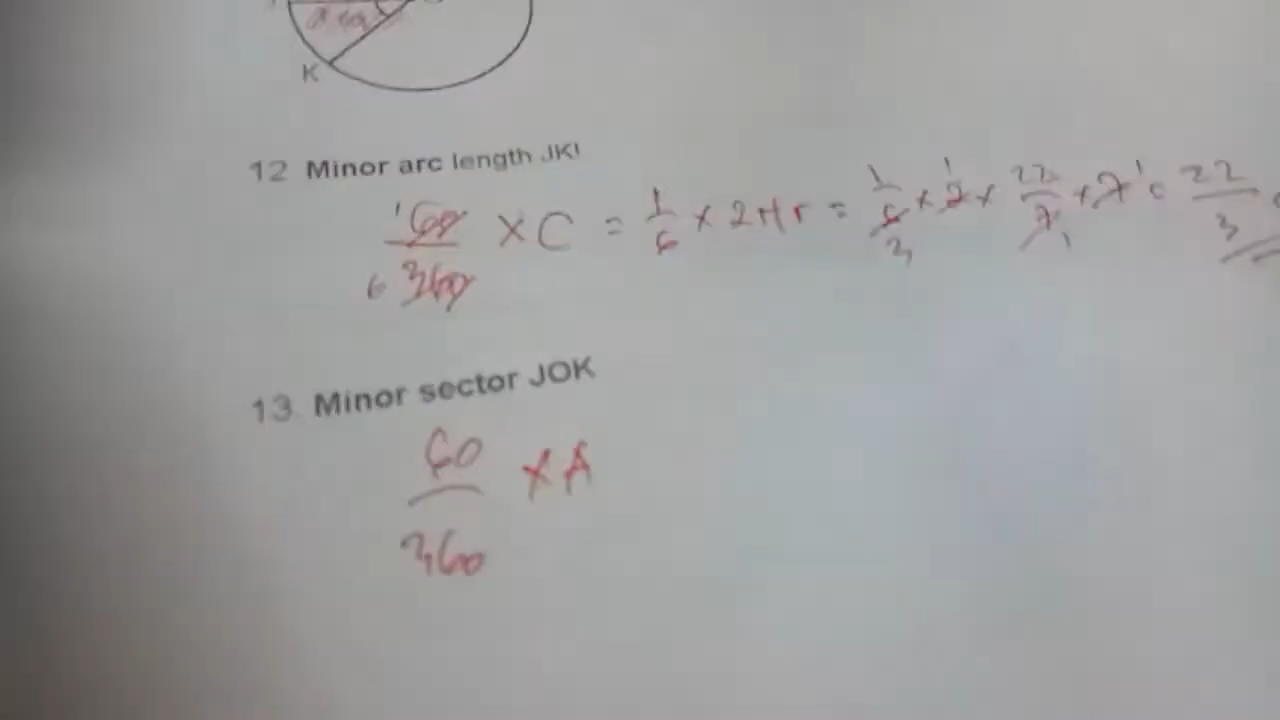 K
12 Minor arc length JKl
60/360 × C = 1/6 × 2πr = 1/6 × 2 × 22/7 × 7 = 22/3
13 Minor sector JOK
60/360 × A